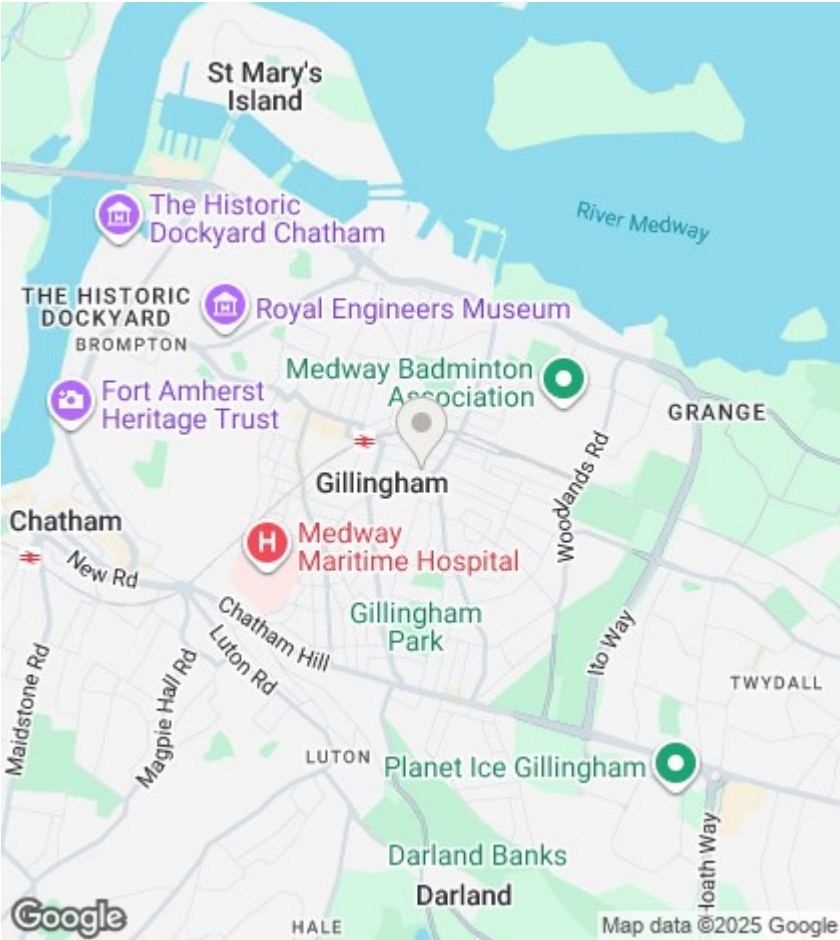 St Mary's
Island
The Historic
Dockyard Chatham
River Medway
THE HISTORIC
DOCKYARD
Royal Engineers Museum
BROMPTON
Medway Badminton
Association
Fort Amherst
Heritage Trust
GRANGE
Woodlands Rd
Gillingham
Chatham
H
Medway
Maritime Hospital
New Rd
Chatham Hill
Gillingham
Park
Luton Rd
Ito Way
Maidstone Rd
Magpie Hall Rd
TWYDALL
LUTON
Planet Ice Gillingham
Hoath Way
Darland Banks
Darland
Google
HALE
Map data ©2025 Google